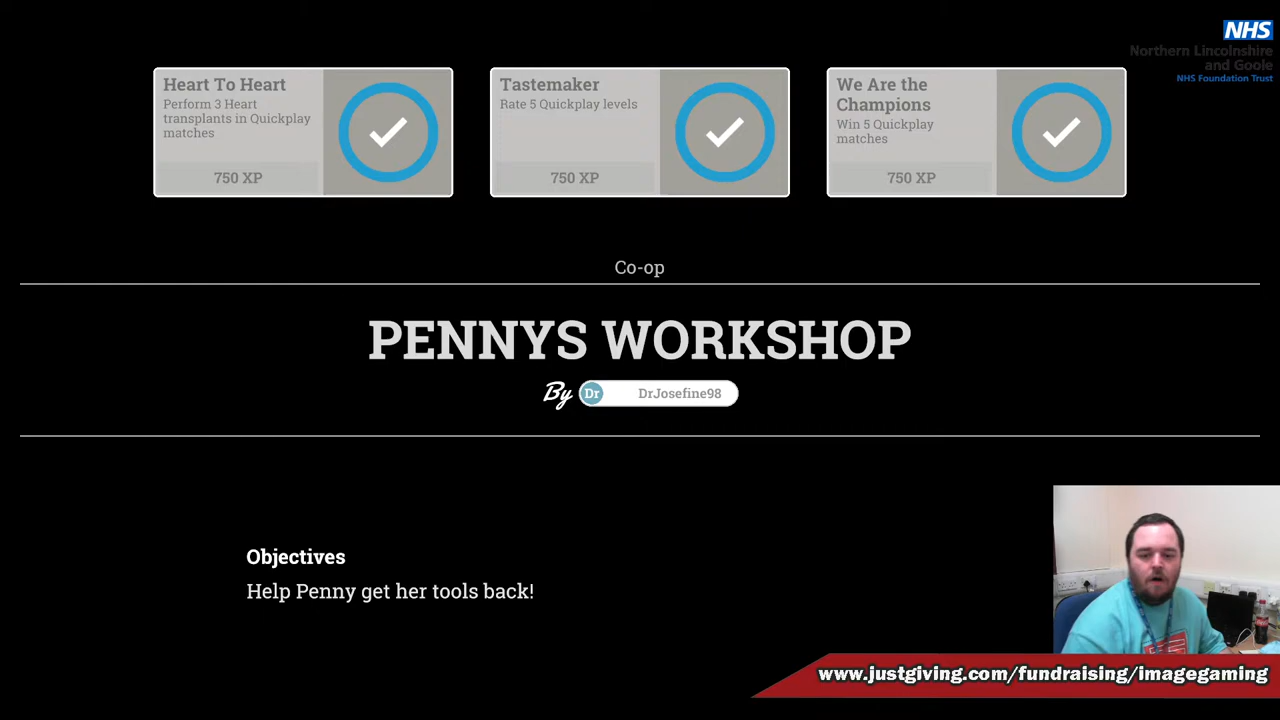 NHS
Northern Lincolnshire
and Goole
NHS Foundation Trust
Heart To Heart
Perform 3 Heart
transplants in Quickplay
matches
750 XP
Tastemaker
Rate 5 Quickplay levels
750 XP
We Are the
Champions
Win 5 Quickplay
matches
750 XP
Co-op
PENNYS WORKSHOP
By Dr DrJosefine98
Objectives
Help Penny get her tools back!
www.justgiving.com/fundraising/imagegaming